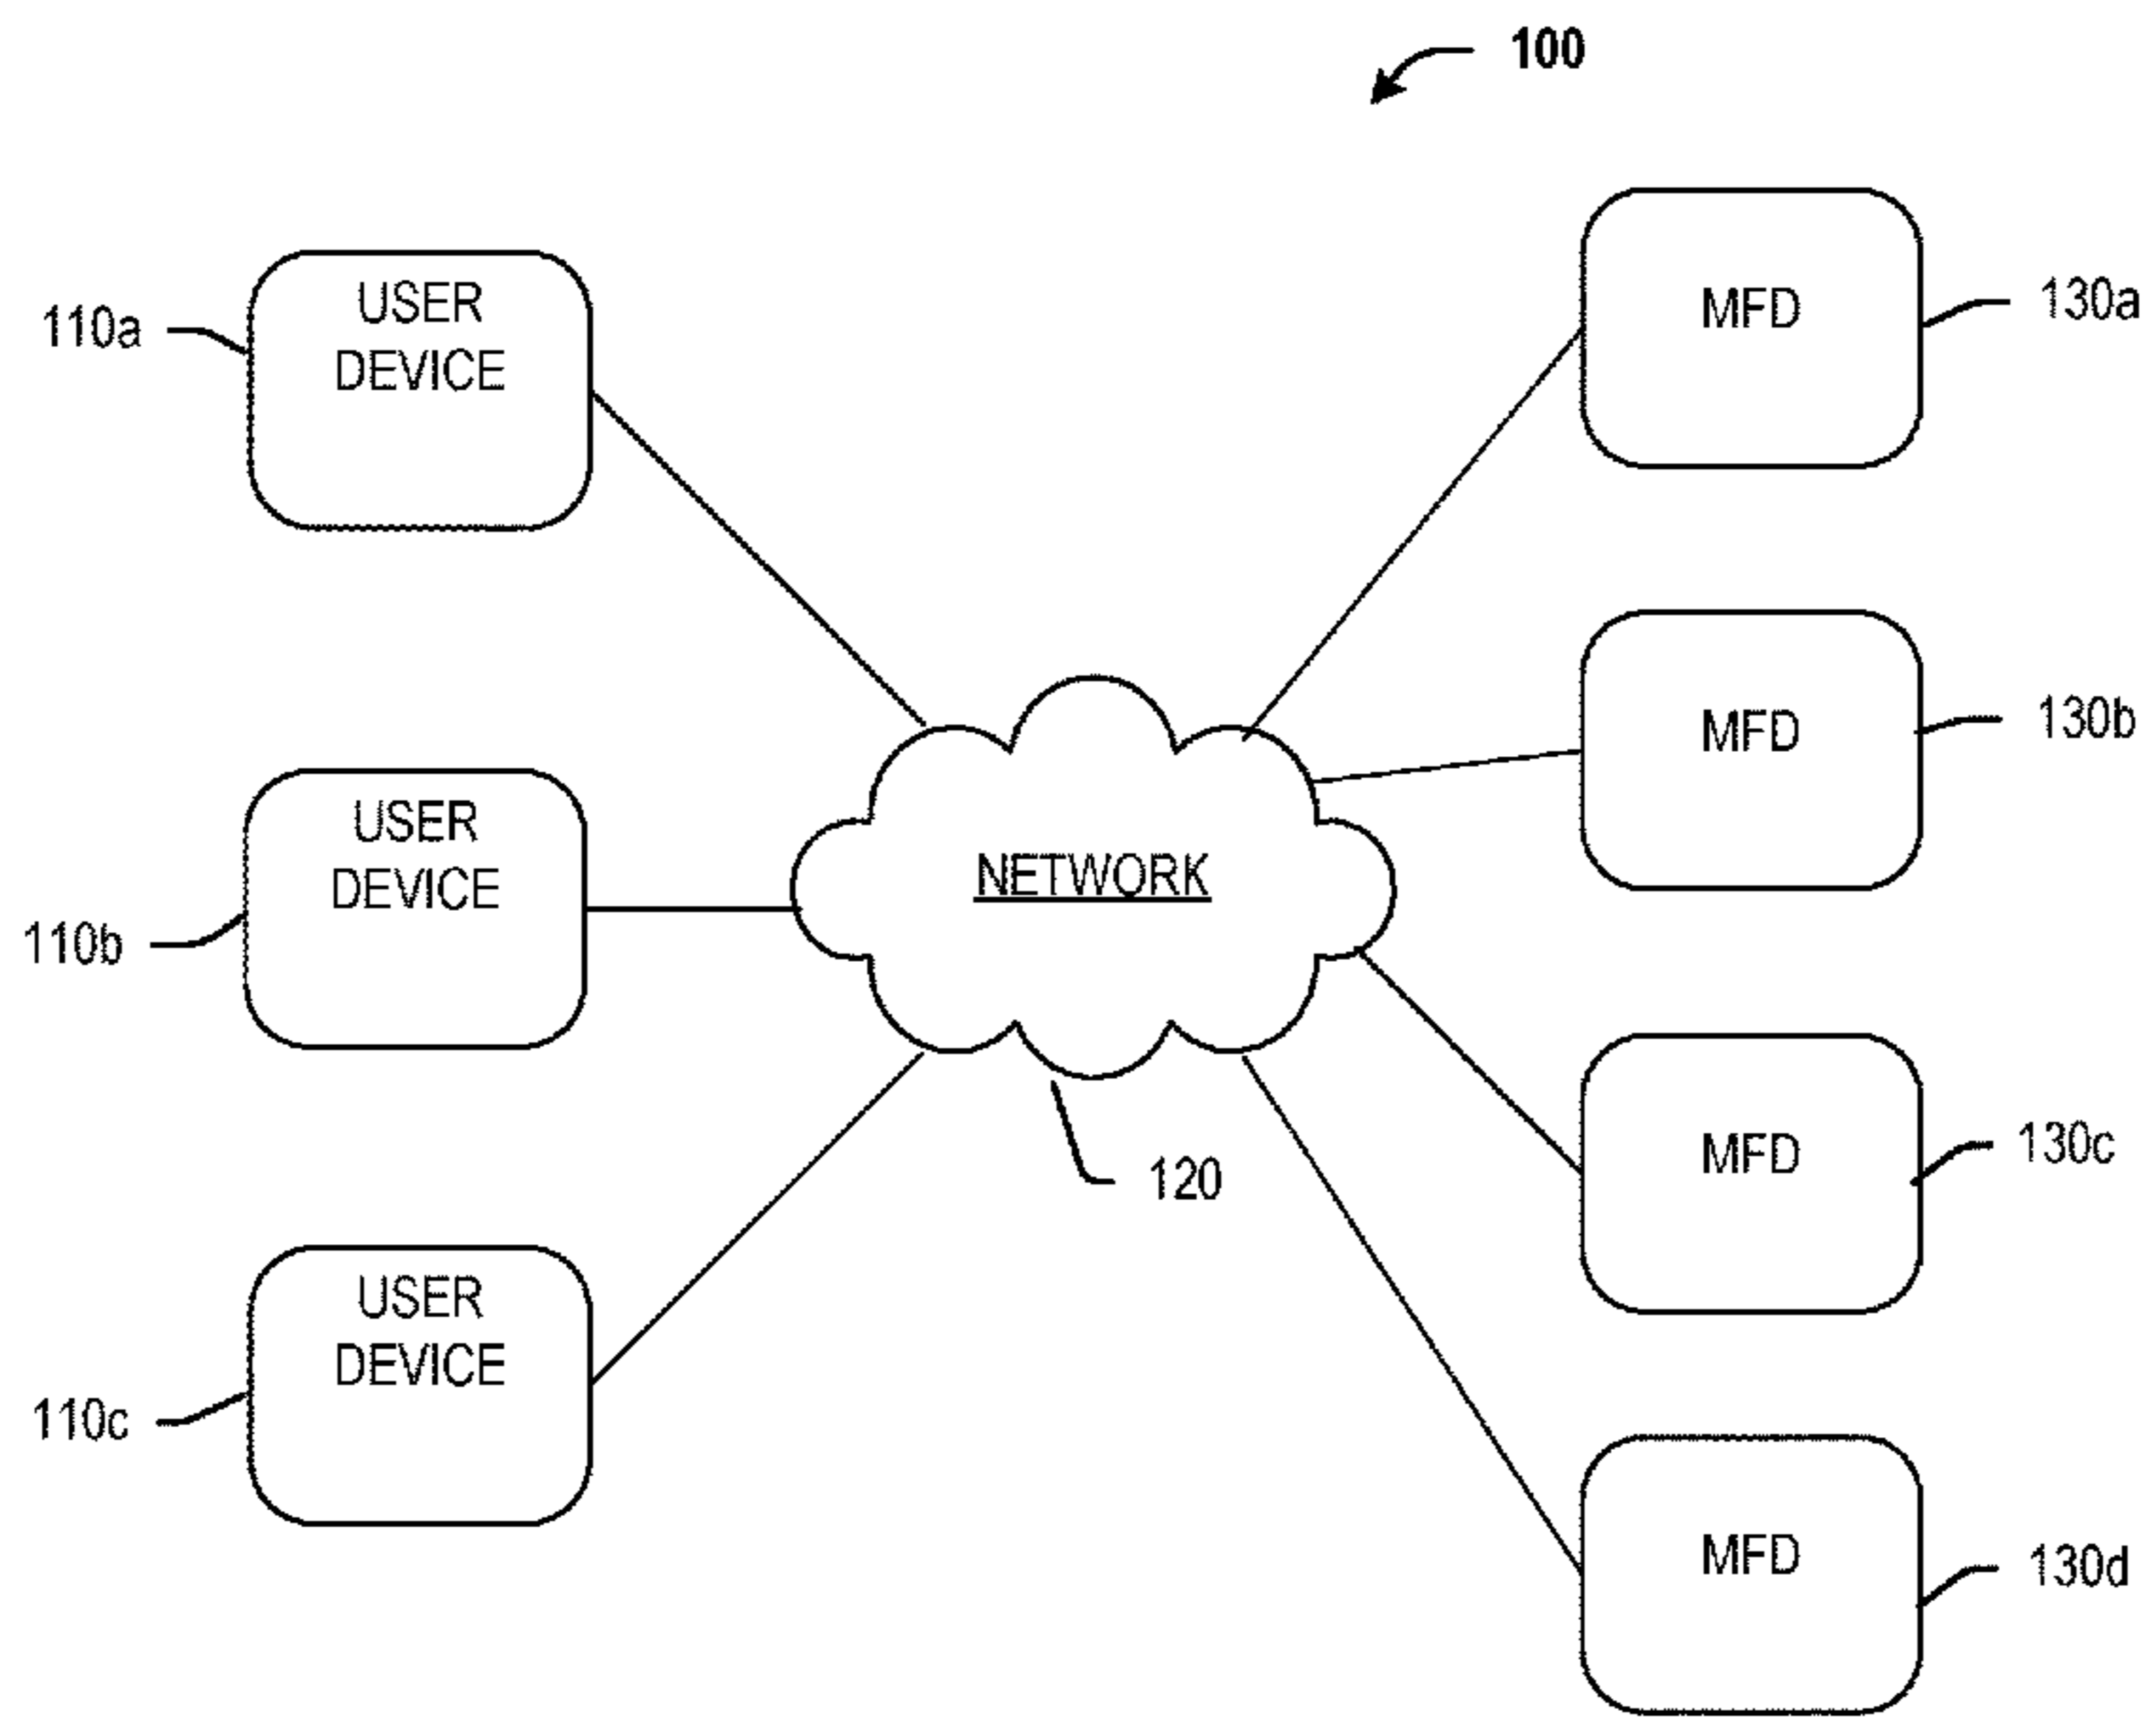 100
110a
USER
DEVICE
110b
USER
DEVICE
110c
USER
DEVICE
NETWORK
120
MFD
130a
MFD
130b
MFD
130c
MFD
130d